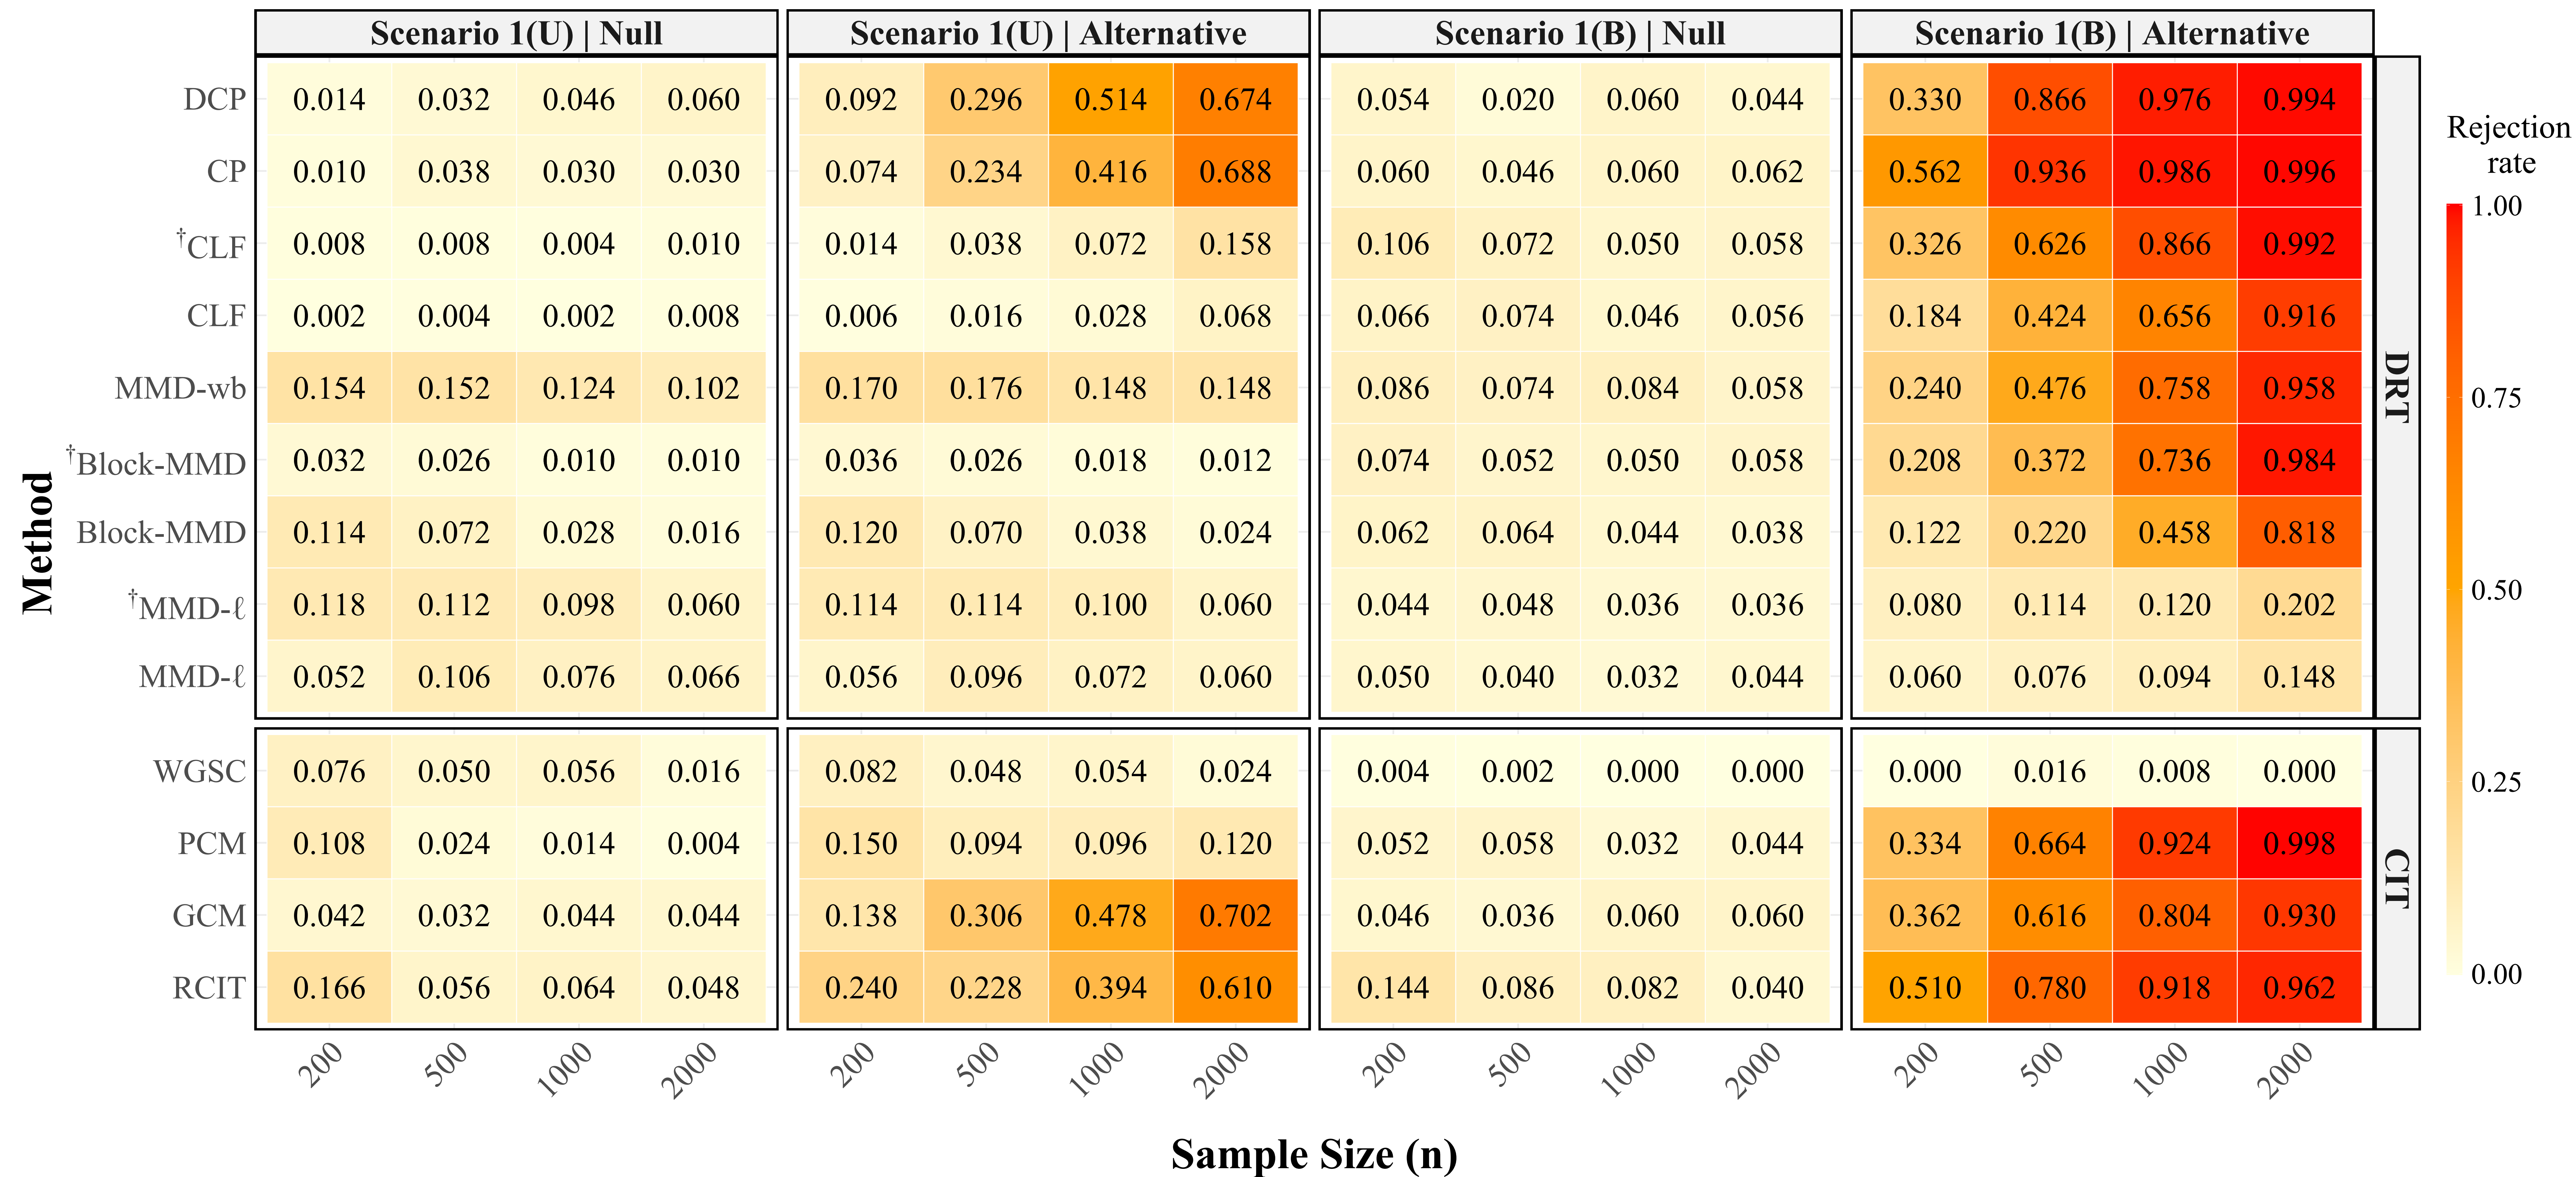 Scenario 1(U) | Null Scenario 1(U) | Alternative Scenario 1(B) | Null Scenario 1(B) | Alternative
DCP 0.014 0.032 0.046 0.060 0.092 0.296 0.514 0.674 0.054 0.020 0.060 0.044 0.330 0.866 0.976 0.994
CP 0.010 0.038 0.030 0.030 0.074 0.234 0.416 0.688 0.060 0.046 0.060 0.062 0.562 0.936 0.986 0.996
†CLF 0.008 0.008 0.004 0.010 0.014 0.038 0.072 0.158 0.106 0.072 0.050 0.058 0.326 0.626 0.866 0.992
CLF 0.002 0.004 0.002 0.008 0.006 0.016 0.028 0.068 0.066 0.074 0.046 0.056 0.184 0.424 0.656 0.916
MMD-wb 0.154 0.152 0.124 0.102 0.170 0.176 0.148 0.148 0.086 0.074 0.084 0.058 0.240 0.476 0.758 0.958
†Block-MMD 0.032 0.026 0.010 0.010 0.036 0.026 0.018 0.012 0.074 0.052 0.050 0.058 0.208 0.372 0.736 0.984
Block-MMD 0.114 0.072 0.028 0.016 0.120 0.070 0.038 0.024 0.062 0.064 0.044 0.038 0.122 0.220 0.458 0.818
†MMD-ℓ 0.118 0.112 0.098 0.060 0.114 0.114 0.100 0.060 0.044 0.048 0.036 0.036 0.080 0.114 0.120 0.202
MMD-ℓ 0.052 0.106 0.076 0.066 0.056 0.096 0.072 0.060 0.050 0.040 0.032 0.044 0.060 0.076 0.094 0.148
DRT
WGSC 0.076 0.050 0.056 0.016 0.082 0.048 0.054 0.024 0.004 0.002 0.000 0.000 0.000 0.016 0.008 0.000
PCM 0.108 0.024 0.014 0.004 0.150 0.094 0.096 0.120 0.052 0.058 0.032 0.044 0.334 0.664 0.924 0.998
GCM 0.042 0.032 0.044 0.044 0.138 0.306 0.478 0.702 0.046 0.036 0.060 0.060 0.362 0.616 0.804 0.930
RCIT 0.166 0.056 0.064 0.048 0.240 0.228 0.394 0.610 0.144 0.086 0.082 0.040 0.510 0.780 0.918 0.962
CIT
200 500 1000 2000 200 500 1000 2000 200 500 1000 2000 200 500 1000 2000
Sample Size (n)
Method
Rejection
rate
1.00
0.75
0.50
0.25
0.00